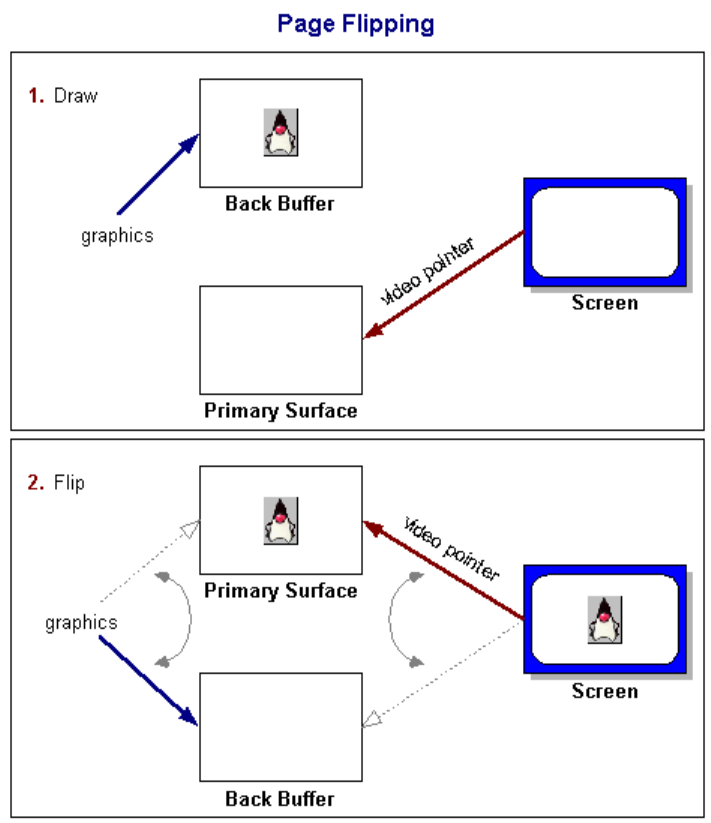 Page Flipping
1. Draw
Back Buffer
graphics
video pointer
Screen
Primary Surface
2. Flip
video pointer
Primary Surface
graphics
Screen
Back Buffer